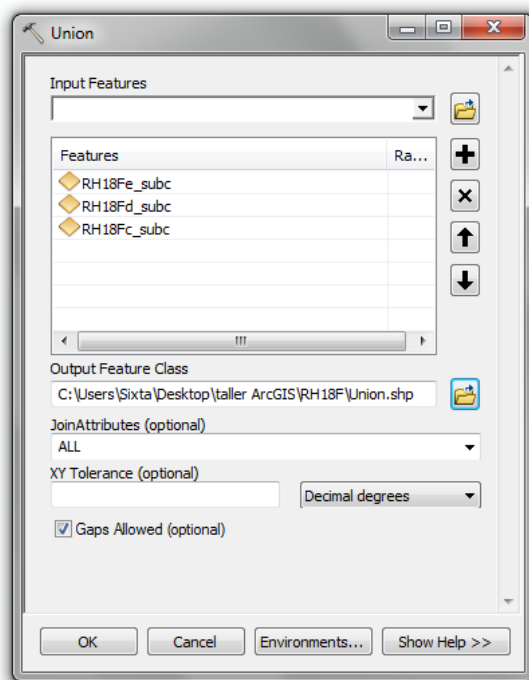 Union
Input Features
Features Ra...
RH18Fe_subc
RH18Fd_subc
RH18Fc_subc
Output Feature Class
C:\Users\Sixta\Desktop\taller ArcGIS\RH18F\Union.shp
JoinAttributes (optional)
ALL
XY Tolerance (optional)
Decimal degrees
Gaps Allowed (optional)
OK Cancel Environments... Show Help >>